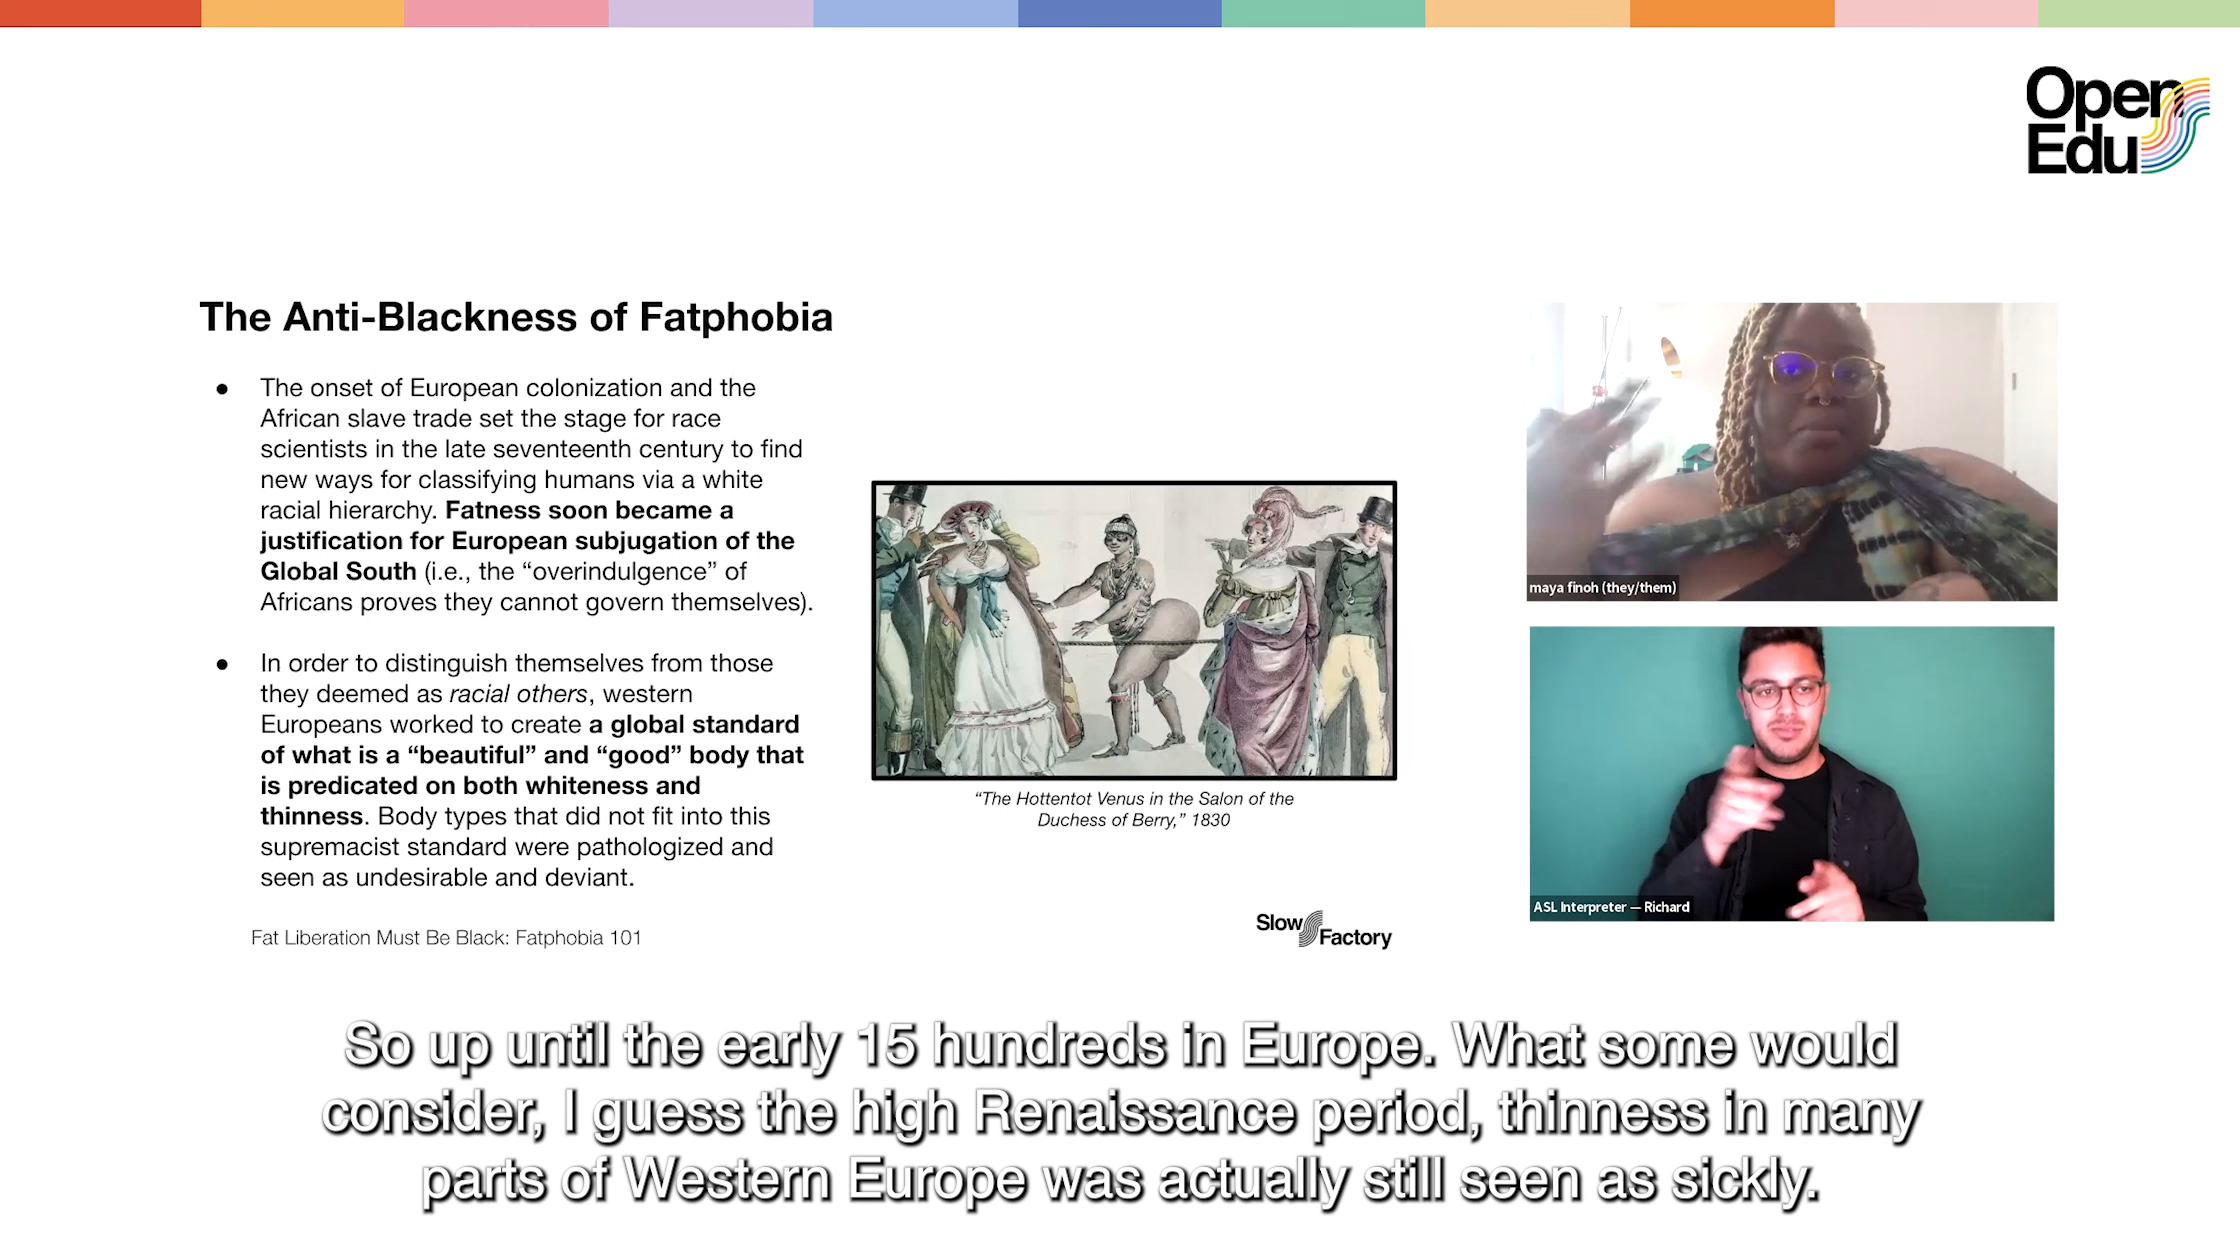 Open
Edu
The Anti-Blackness of Fatphobia
● The onset of European colonization and the
African slave trade set the stage for race
scientists in the late seventeenth century to find
new ways for classifying humans via a white
racial hierarchy. Fatness soon became a
justification for European subjugation of the
Global South (i.e., the “overindulgence” of
Africans proves they cannot govern themselves).
● In order to distinguish themselves from those
they deemed as racial others, western
Europeans worked to create a global standard
of what is a “beautiful” and “good” body that
is predicated on both whiteness and
thinness. Body types that did not fit into this
supremacist standard were pathologized and
seen as undesirable and deviant.
“The Hottentot Venus in the Salon of the
Duchess of Berry,” 1830
maya finoh (they/them)
ASL Interpreter — Richard
Fat Liberation Must Be Black: Fatphobia 101
Slow
Factory
So up until the early 15 hundreds in Europe. What some would
consider, I guess the high Renaissance period, thinness in many
parts of Western Europe was actually still seen as sickly.